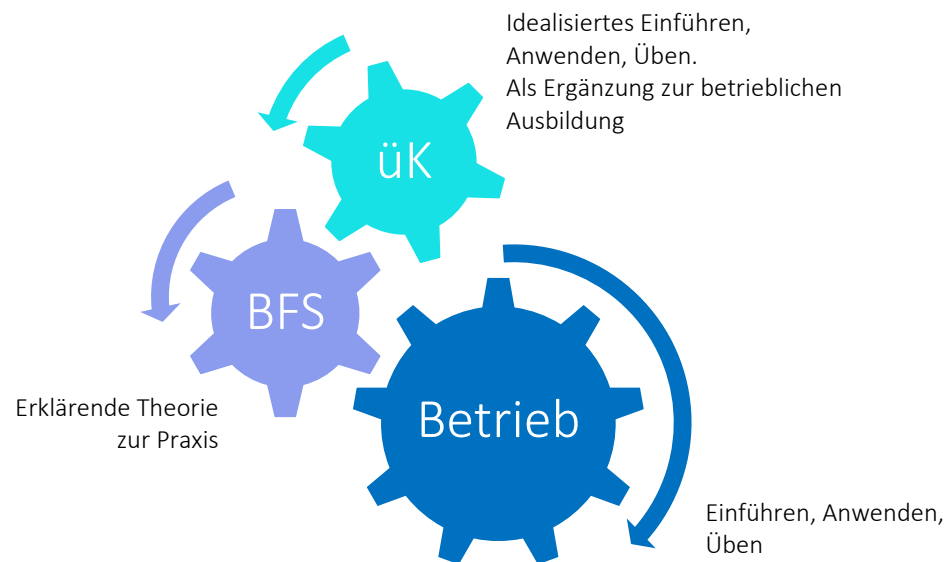 Idealisiertes Einführen,
Anwenden, Üben.
Als Ergänzung zur betrieblichen
Ausbildung
üK
BFS
Erklärende Theorie
zur Praxis
Betrieb
Einführen, Anwenden,
Üben